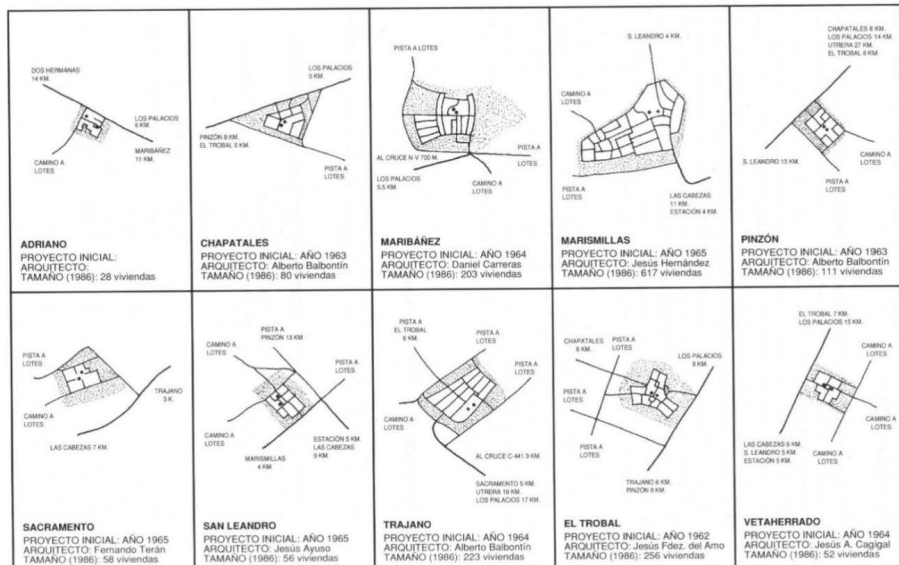 DOS HERMANAS
14 KM.
LOS PALACIOS
6 KM.
MARIBÁÑEZ
11 KM.
CAMINO A
LOTES
ADRIANO
PROYECTO INICIAL:
ARQUITECTO:
TAMAÑO (1986): 28 viviendas
LOS PALACIOS
5 KM.
PINZÓN 8 KM.
EL TROBAL 9 KM.
PISTA A
LOTES
CHAPATALES
PROYECTO INICIAL: AÑO 1963
ARQUITECTO: Alberto Balbontín
TAMAÑO (1986): 80 viviendas
PISTA A LOTES
AL CRUCE N-V 700 M.
LOS PALACIOS
5.5 KM.
CAMINO A
LOTES
PISTA A
LOTES
MARIBÁÑEZ
PROYECTO INICIAL: AÑO 1964
ARQUITECTO: Daniel Carreras
TAMAÑO (1986): 203 viviendas
S. LEANDRO 4 KM.
CAMINO A
LOTES
PISTA A
LOTES
LAS CABEZAS
11 KM.
ESTACIÓN 4 KM.
MARISMILLAS
PROYECTO INICIAL: AÑO 1965
ARQUITECTO: Jesús Hernández
TAMAÑO (1986): 617 viviendas
CHAPATALES 8 KM.
LOS PALACIOS 14 KM.
UTRERA 27 KM.
EL TROBAL 8 KM.
S. LEANDRO 13 KM.
CAMINO A
LOTES
PISTA A
LOTES
PINZÓN
PROYECTO INICIAL: AÑO 1963
ARQUITECTO: Alberto Balbontín
TAMAÑO (1986): 111 viviendas
PISTA A
LOTES
TRAJANO
5 K.
LAS CABEZAS 7 KM.
SACRAMENTO
PROYECTO INICIAL: AÑO 1965
ARQUITECTO: Fernando Terán
TAMAÑO (1986): 58 viviendas
PISTA A
PINZÓN 13 KM.
CAMINO A
LOTES
PISTA A
LOTES
CAMINO A
LOTES
MARISMILLAS
4 KM.
ESTACIÓN 5 KM.
LAS CABEZAS
9 KM.
SAN LEANDRO
PROYECTO INICIAL: AÑO 1965
ARQUITECTO: Jesús Ayuso
TAMAÑO (1986): 56 viviendas
PISTA A
EL TROBAL
6 KM.
PISTA A
LOTES
PISTA A
LOTES
CAMINO A
LOTES
AL CRUCE C-441.3 KM.
SACRAMENTO 5 KM.
UTRERA 19 KM.
LOS PALACIOS 17 KM.
TRAJANO
PROYECTO INICIAL: AÑO 1964
ARQUITECTO: Alberto Balbontín
TAMAÑO (1986): 223 viviendas
CHAPATALES
8 KM.
PISTA A
LOTES
LOS PALACIOS
9 KM.
PISTA A
LOTES
PISTA A
LOTES
TRAJANO 6 KM.
PINZÓN 8 KM.
EL TROBAL
PROYECTO INICIAL: AÑO 1962
ARQUITECTO: Jesús Fdez. del Amo
TAMAÑO (1986): 256 viviendas
EL TROBAL 7 KM.
LOS PALACIOS 15 KM.
CAMINO A
LOTES
CAMINO A
LOTES
LAS CABEZAS 9 KM.
S. LEANDRO 5 KM.
ESTACIÓN 5 KM.
CAMINO A
LOTES
VETAHERRADO
PROYECTO INICIAL: AÑO 1964
ARQUITECTO: Jesús A. Cagigal
TAMAÑO (1986): 52 viviendas